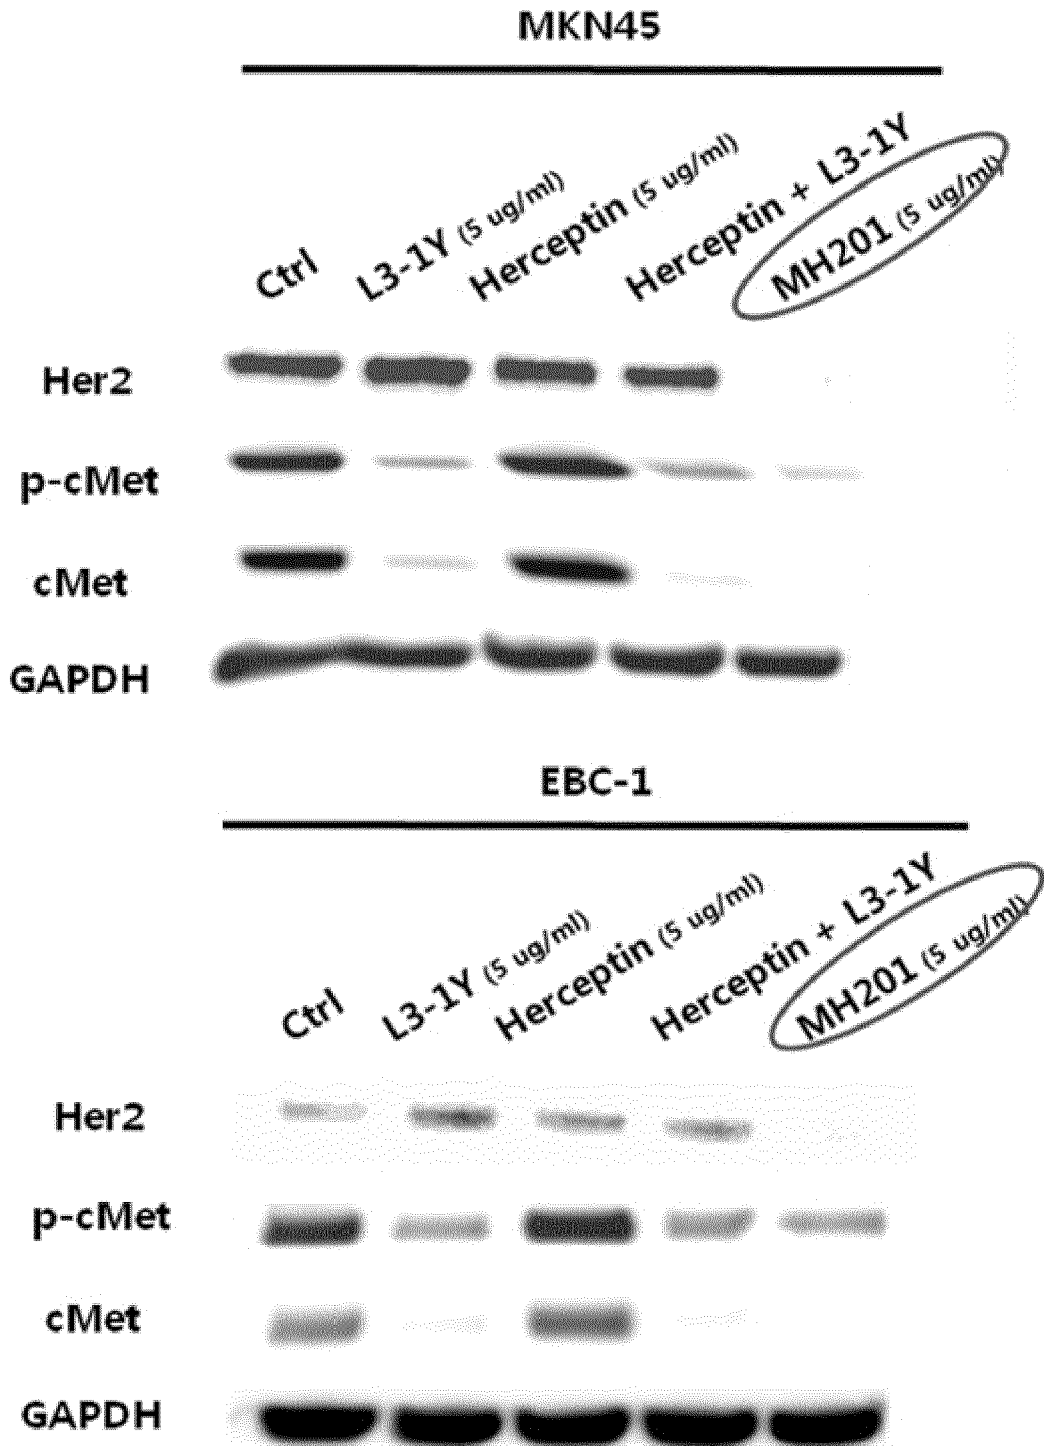 MKN45
Ctrl
L3-1Y (5 ug/ml)
Herceptin (5 ug/ml)
Herceptin + L3-1Y
MH201 (5 ug/ml)
Her2
p-cMet
cMet
GAPDH
EBC-1
Ctrl
L3-1Y (5 ug/ml)
Herceptin (5 ug/ml)
Herceptin + L3-1Y
MH201 (5 ug/ml)
Her2
p-cMet
cMet
GAPDH